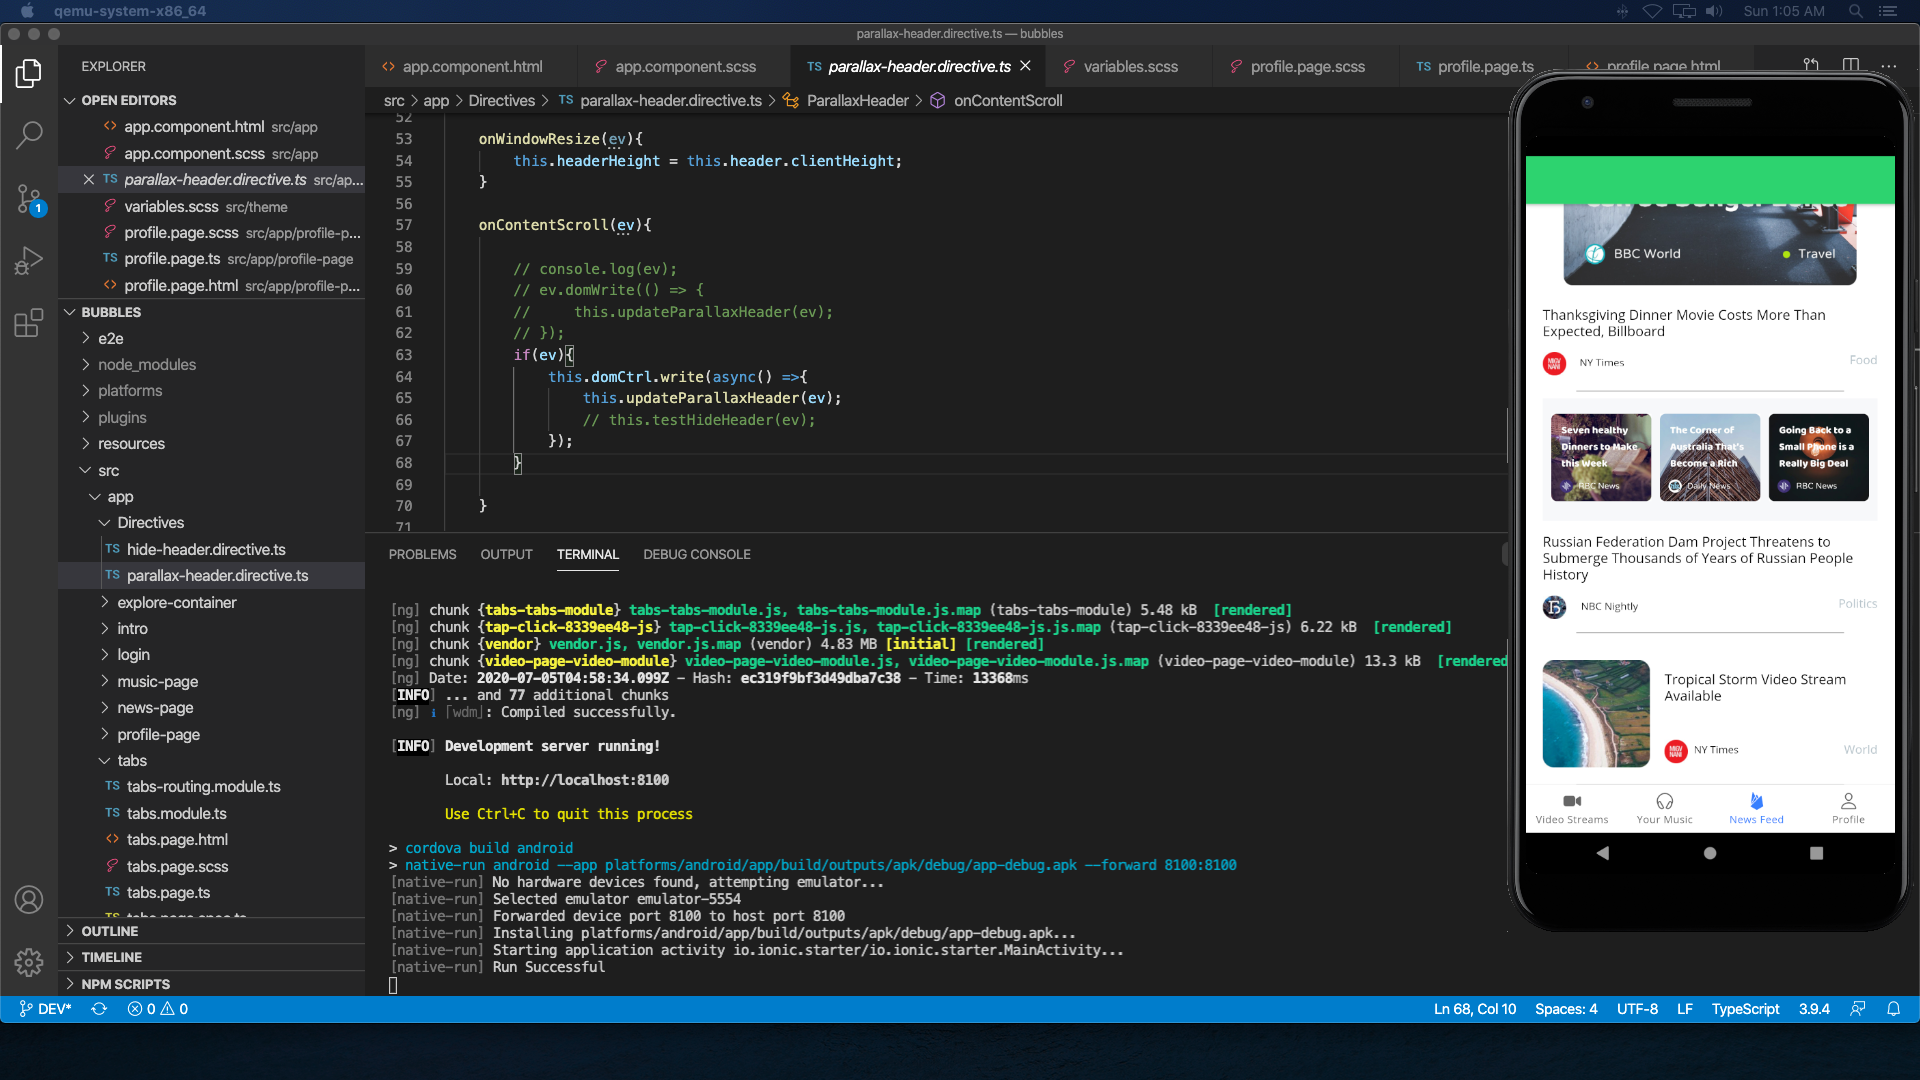 qemu-system-x86_64
Sun 1:05 AM
parallax-header.directive.ts — bubbles
EXPLORER
OPEN EDITORS
app.component.html src/app
app.component.scss src/app
TS parallax-header.directive.ts src/ap...
variables.scss src/theme
profile.page.scss src/app/profile-p...
TS profile.page.ts src/app/profile-page
profile.page.html src/app/profile-p...
BUBBLES
e2e
node_modules
platforms
plugins
resources
src
app
Directives
TS hide-header.directive.ts
TS parallax-header.directive.ts
explore-container
intro
login
music-page
news-page
profile-page
tabs
TS tabs-routing.module.ts
TS tabs.module.ts
tabs.page.html
tabs.page.scss
TS tabs.page.ts
TS tabs.page.spec.ts
OUTLINE
TIMELINE
NPM SCRIPTS
1
app.component.html
app.component.scss
TS parallax-header.directive.ts
variables.scss
profile.page.scss
TS profile.page.ts
profile.page.html
src > app > Directives > TS parallax-header.directive.ts > ParallaxHeader > onContentScroll
52
53 onWindowResize(ev){
54 this.headerHeight = this.header.clientHeight;
55 }
56
57 onContentScroll(ev){
58
59 // console.log(ev);
60 // ev.domWrite(() => {
61 // this.updateParallaxHeader(ev);
62 // });
63 if(ev){
64 this.domCtrl.write(async() =>{
65 this.updateParallaxHeader(ev);
66 // this.testHideHeader(ev);
67 });
68 }
69
70 }
71
PROBLEMS OUTPUT TERMINAL DEBUG CONSOLE
[ng] chunk {tabs-tabs-module} tabs-tabs-module.js, tabs-tabs-module.js.map (tabs-tabs-module) 5.48 kB [rendered]
[ng] chunk {tap-click-8339ee48-js} tap-click-8339ee48-js.js, tap-click-8339ee48-js.js.map (tap-click-8339ee48-js) 6.22 kB [rendered]
[ng] chunk {vendor} vendor.js, vendor.js.map (vendor) 4.83 MB [initial] [rendered]
[ng] chunk {video-page-video-module} video-page-video-module.js, video-page-video-module.js.map (video-page-video-module) 13.3 kB [rendered
[ng] Date: 2020-07-05T04:58:34.099Z - Hash: ec319f9bf3d49dba7c38 - Time: 13368ms
[INFO] ... and 77 additional chunks
[ng] ℹ ｢wdm｣: Compiled successfully.
[INFO] Development server running!
Local: http://localhost:8100
Use Ctrl+C to quit this process
> cordova build android
> native-run android --app platforms/android/app/build/outputs/apk/debug/app-debug.apk --forward 8100:8100
[native-run] No hardware devices found, attempting emulator...
[native-run] Selected emulator emulator-5554
[native-run] Forwarded device port 8100 to host port 8100
[native-run] Installing platforms/android/app/build/outputs/apk/debug/app-debug.apk...
[native-run] Starting application activity io.ionic.starter/io.ionic.starter.MainActivity...
[native-run] Run Successful
BBC World
Travel
Thanksgiving Dinner Movie Costs More Than
Expected, Billboard
NY Times
Food
Seven healthy
Dinners to Make
this Week
RBC News
The Corner of
Australia That's
Become a Rich
Daily News
Going Back to a
Small Phone is a
Really Big Deal
RBC News
Russian Federation Dam Project Threatens to
Submerge Thousands of Years of Russian People
History
NBC Nightly
Politics
Tropical Storm Video Stream
Available
NY Times
World
Video Streams
Your Music
News Feed
Profile
DEV*
0 0
Ln 68, Col 10
Spaces: 4
UTF-8
LF
TypeScript
3.9.4